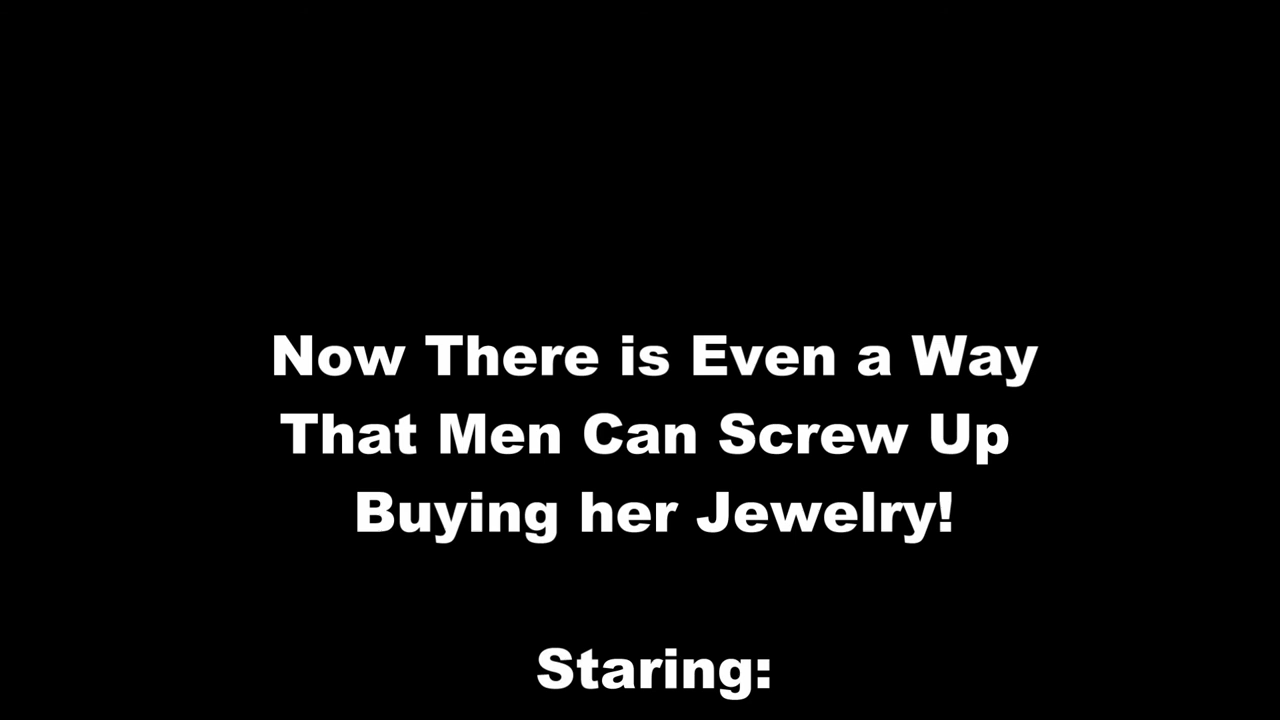 Now There is Even a Way
That Men Can Screw Up
Buying her Jewelry!
Staring: